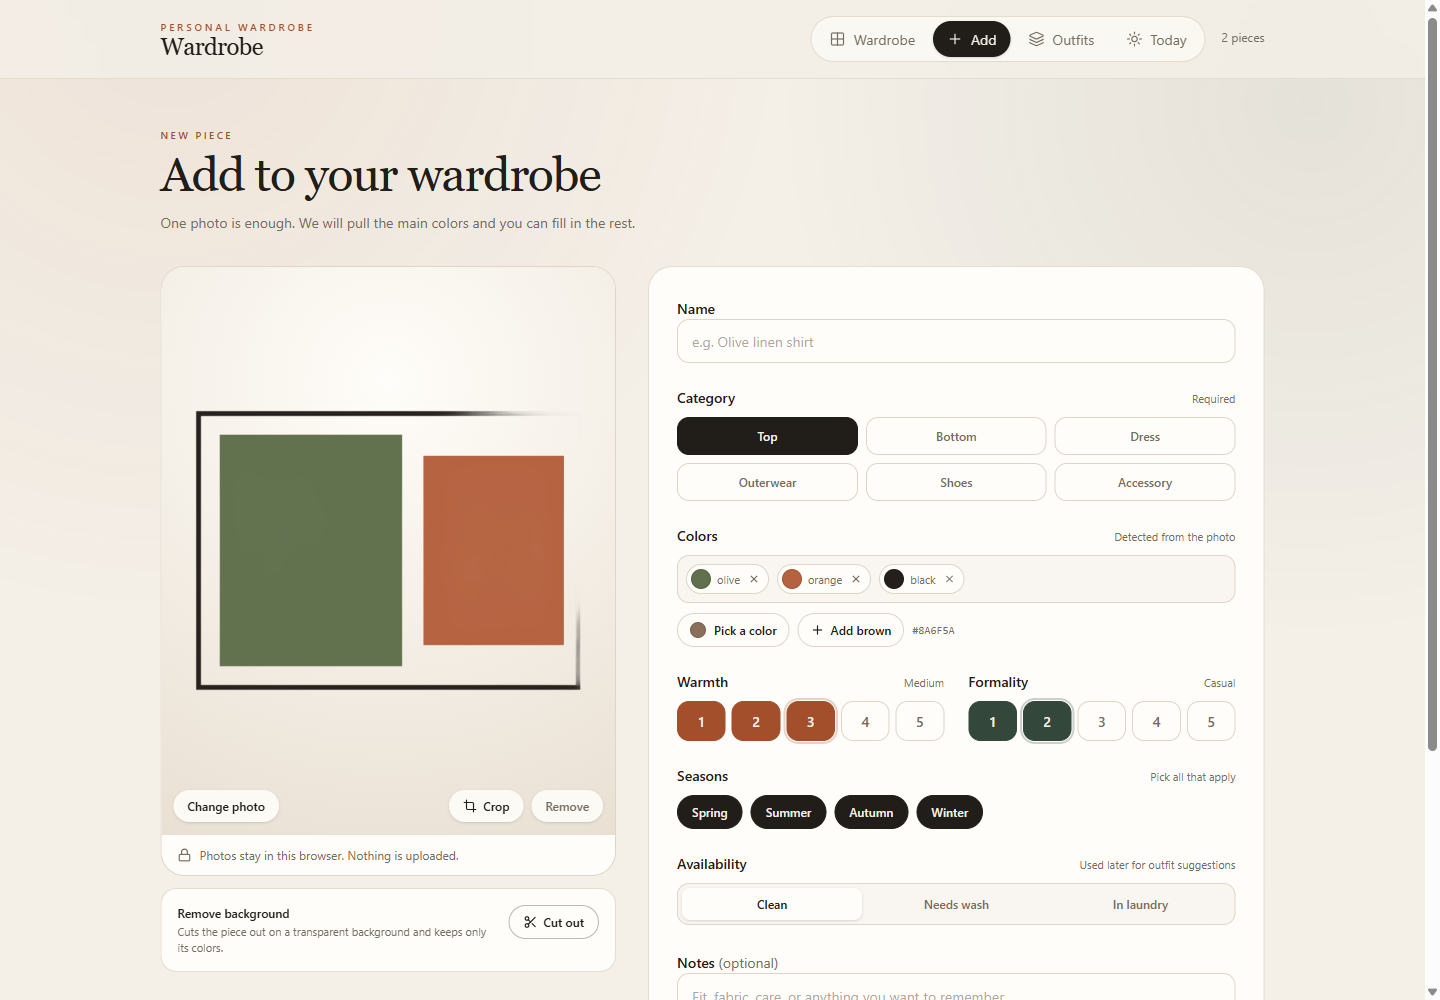 PERSONAL WARDROBE
Wardrobe
Wardrobe
Add
Outfits
Today
2 pieces
NEW PIECE
Add to your wardrobe
One photo is enough. We will pull the main colors and you can fill in the rest.
Change photo
Crop
Remove
Photos stay in this browser. Nothing is uploaded.
Remove background
Cuts the piece out on a transparent background and keeps only
its colors.
Cut out
Name
e.g. Olive linen shirt
Category
Required
Top
Bottom
Dress
Outerwear
Shoes
Accessory
Colors
Detected from the photo
olive
orange
black
Pick a color
Add brown
#8A6F5A
Warmth
Medium
1 2 3 4 5
Formality
Casual
1 2 3 4 5
Seasons
Pick all that apply
Spring
Summer
Autumn
Winter
Availability
Used later for outfit suggestions
Clean
Needs wash
In laundry
Notes (optional)
Fit, fabric, care, or anything you want to remember